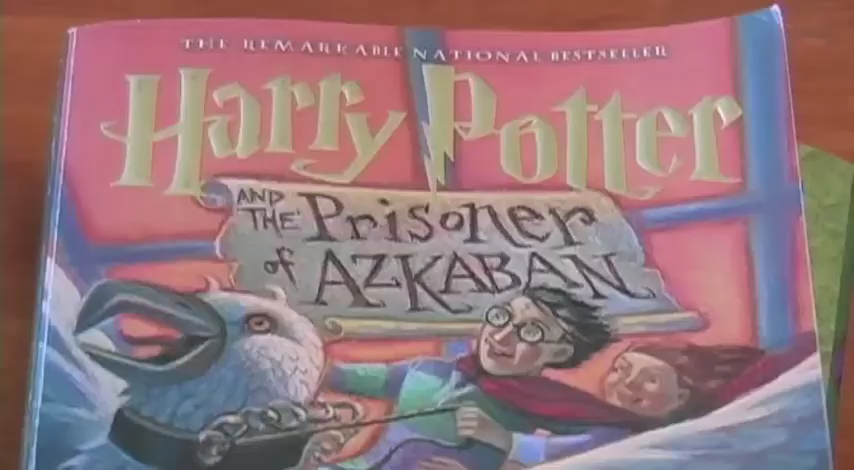 THE REMARKABLE NATIONAL BESTSELLER
Harry Potter
AND THE Prisoner
of AZKABAN